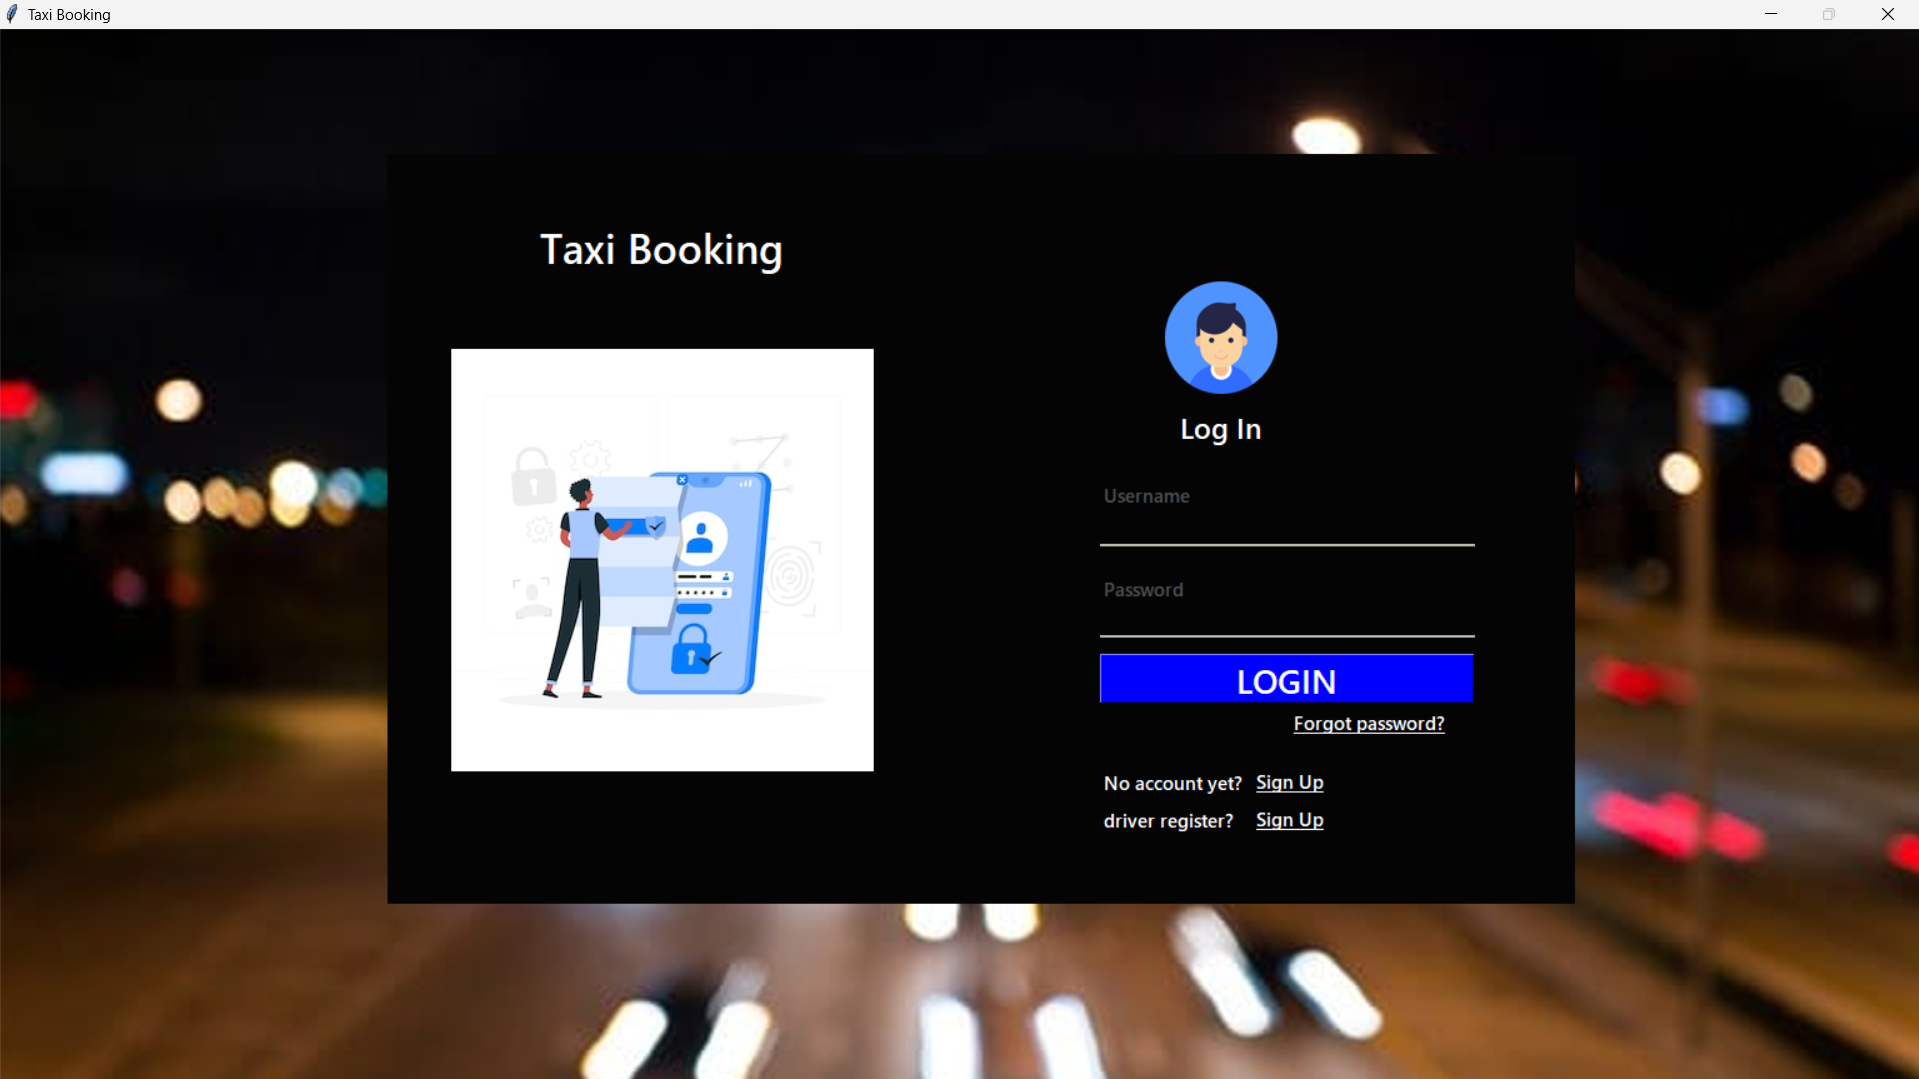 Taxi Booking
Taxi Booking
Log In
Username
Password
LOGIN
Forgot password?
No account yet? Sign Up
driver register? Sign Up